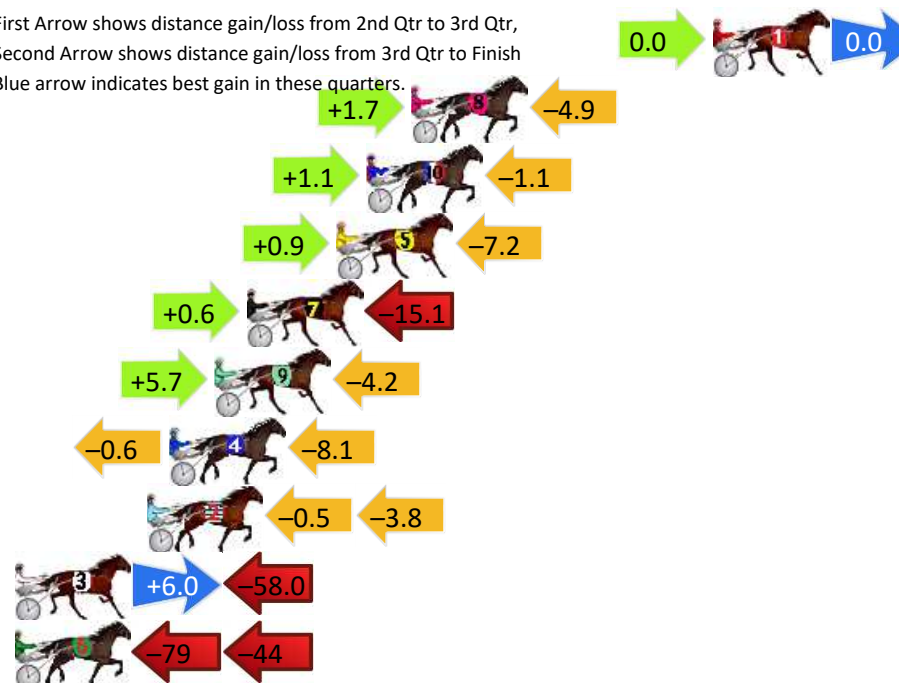 First Arrow shows distance gain/loss from 2nd Qtr to 3rd Qtr,
Second Arrow shows distance gain/loss from 3rd Qtr to Finish
Blue arrow indicates best gain in these quarters.
0.0 1 0.0
+1.7 8 –4.9
+1.1 10 –1.1
+0.9 5 –7.2
+0.6 7 –15.1
+5.7 9 –4.2
–0.6 4 –8.1
2 –0.5 –3.8
3 +6.0 –58.0
6 –79 –44